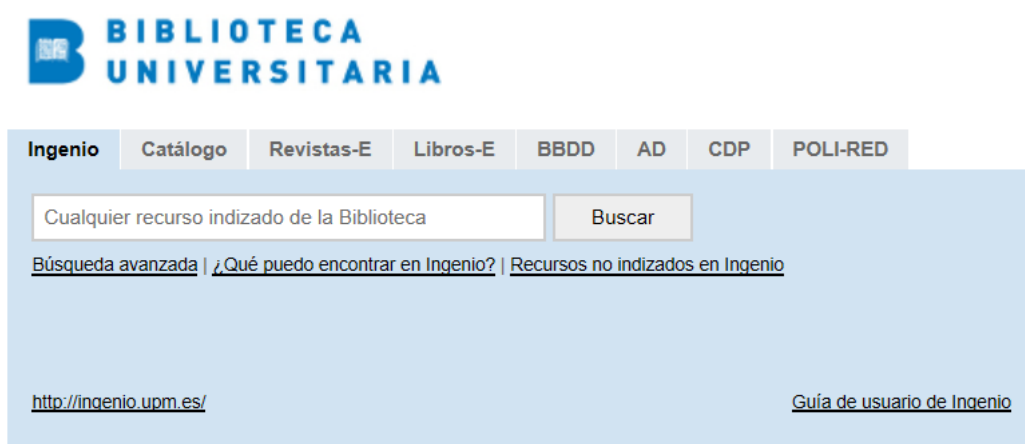 BIBLIOTECA
UNIVERSITARIA
Ingenio Catálogo Revistas-E Libros-E BBDD AD CDP POLI-RED
Cualquier recurso indizado de la Biblioteca Buscar
Búsqueda avanzada | ¿Qué puedo encontrar en Ingenio? | Recursos no indizados en Ingenio
http://ingenio.upm.es/ Guía de usuario de Ingenio